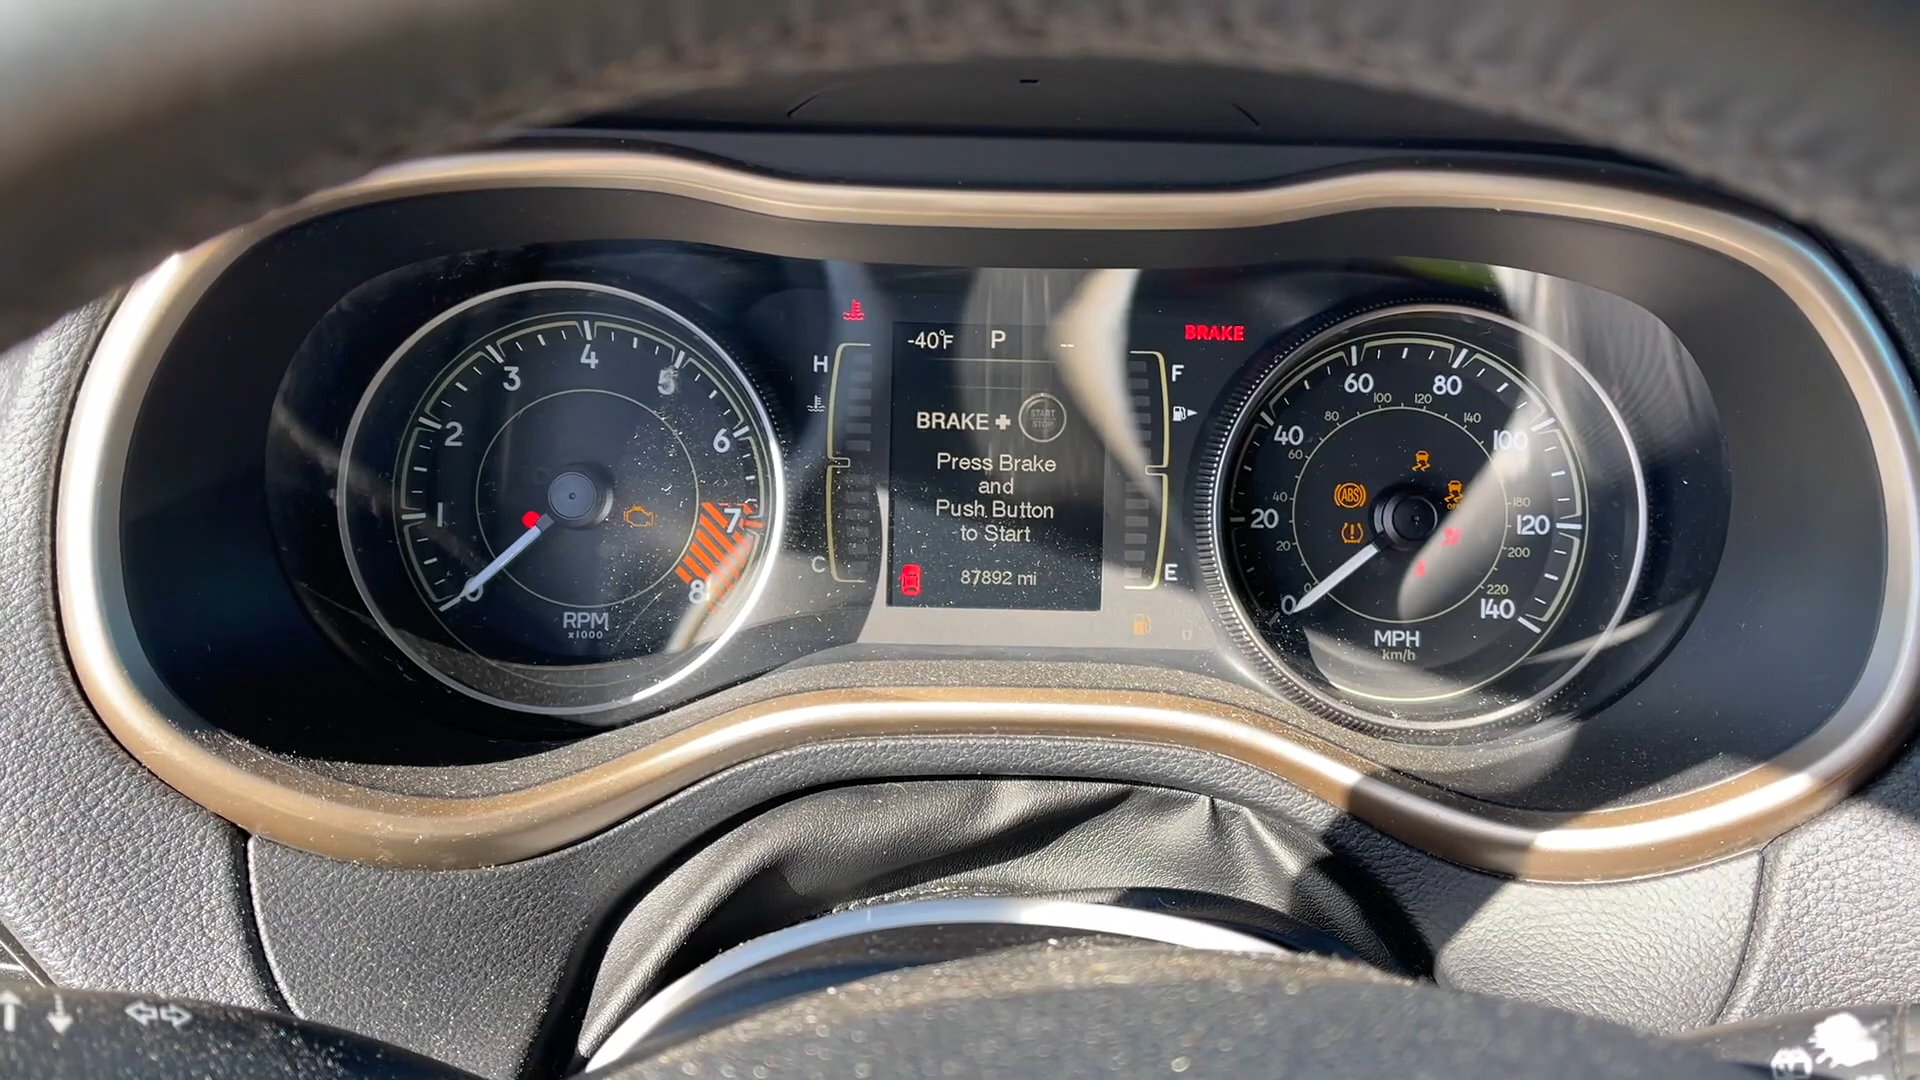 -40°F P --
BRAKE
H
F
BRAKE + START STOP
Press Brake
and
Push Button
to Start
87892 mi
C
E
0 1 2 3 4 5 6 7 8
RPM
x1000
0 20 40 60 80 100 120 140
0 20 40 60 80 100 120 140 180 200 220
ABS
OFF
MPH
km/h